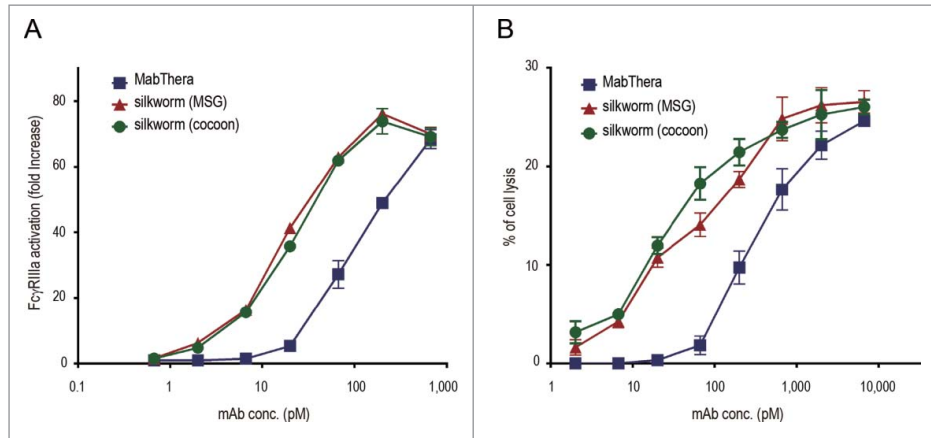 A
MabThera
silkworm (MSG)
silkworm (cocoon)
80
60
40
20
0
FcγRIIIa activation (fold Increase)
0.1 1 10 100 1,000
mAb conc. (pM)
B
MabThera
silkworm (MSG)
silkworm (cocoon)
30
20
10
0
% of cell lysis
1 10 100 1,000 10,000
mAb conc. (pM)